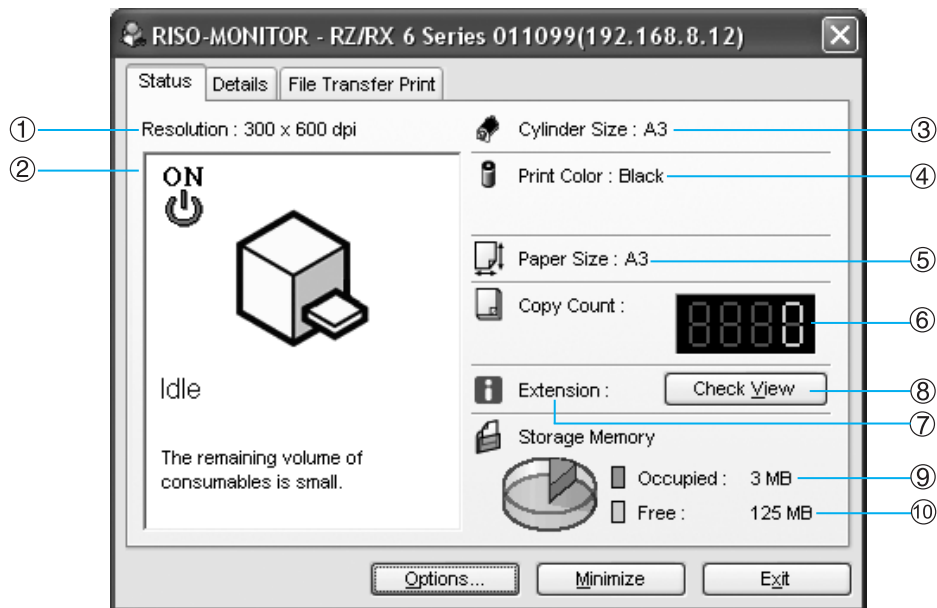 RISO-MONITOR - RZ/RX 6 Series 011099(192.168.8.12)
Status Details File Transfer Print
① Resolution : 300 x 600 dpi
②
ON
Idle
The remaining volume of
consumables is small.
Cylinder Size : A3 ③
Print Color : Black ④
Paper Size : A3 ⑤
Copy Count : 0 ⑥
Extension : Check View ⑧
⑦
Storage Memory
Occupied : 3 MB ⑨
Free : 125 MB ⑩
Options... Minimize Exit